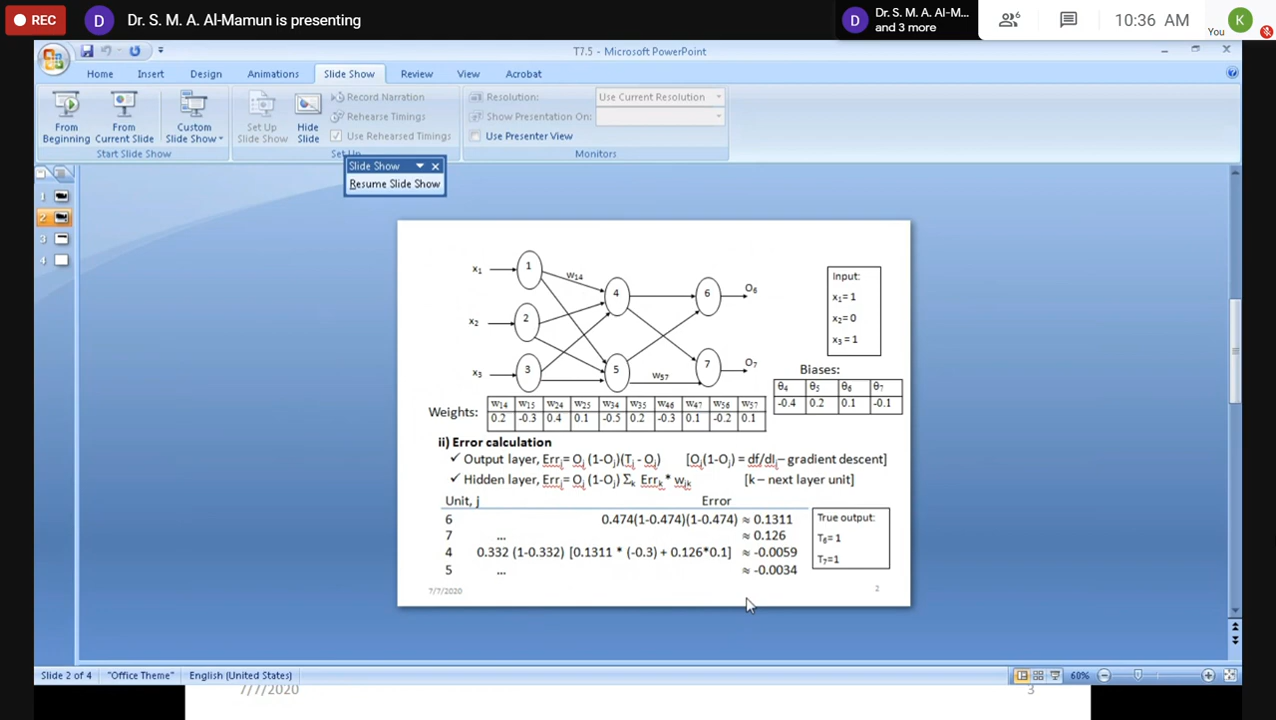 REC
D
Dr. S. M. A. Al-Mamun is presenting
D
Dr. S. M. A. Al-M...
and 3 more
6
10:36 AM
You
K
T7.5 - Microsoft PowerPoint
Home Insert Design Animations Slide Show Review View Acrobat
From Beginning
From Current Slide
Custom Slide Show
Start Slide Show
Set Up Slide Show
Hide Slide
Record Narration
Rehearse Timings
Use Rehearsed Timings
Set Up
Resolution: Use Current Resolution
Show Presentation On:
Use Presenter View
Monitors
Slide Show
Resume Slide Show
1
2
3
4
x₁ 1 w₁₄ 4 6 O₆
x₂ 2
x₃ 3 5 w₅₇ 7 O₇
Input:
x₁= 1
x₂= 0
x₃ = 1
Biases:
θ₄ θ₅ θ₆ θ₇
-0.4 0.2 0.1 -0.1
Weights:
w₁₄ w₁₅ w₂₄ w₂₅ w₃₄ w₃₅ w₄₆ w₄₇ w₅₆ w₅₇
0.2 -0.3 0.4 0.1 -0.5 0.2 -0.3 0.1 -0.2 0.1
ii) Error calculation
✓ Output layer, Errⱼ= Oⱼ (1-Oⱼ)(Tⱼ - Oⱼ) [Oⱼ(1-Oⱼ) = df/dIⱼ – gradient descent]
✓ Hidden layer, Errⱼ= Oⱼ (1-Oⱼ) Σₖ Errₖ * wⱼₖ [k – next layer unit]
Unit, j Error
6 0.474(1-0.474)(1-0.474) ≈ 0.1311
7 ... ≈ 0.126
4 0.332 (1-0.332) [0.1311 * (-0.3) + 0.126*0.1] ≈ -0.0059
5 ... ≈ -0.0034
True output:
T₆= 1
T₇=1
7/7/2020 2
Slide 2 of 4 "Office Theme" English (United States) 60%
7/7/2020 3